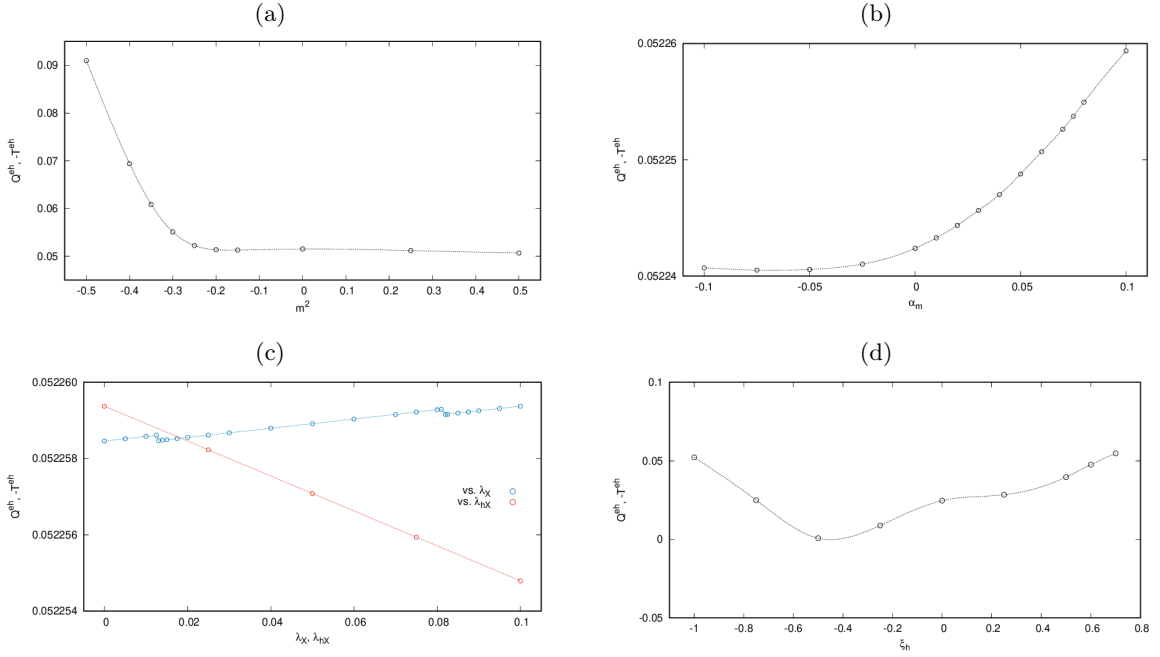 (a)
0.09
0.08
0.07
0.06
0.05
Q^eh, -T^eh
-0.5 -0.4 -0.3 -0.2 -0.1 0 0.1 0.2 0.3 0.4 0.5
m^2
(b)
0.05226
0.05225
0.05224
Q^eh, -T^eh
-0.1 -0.05 0 0.05 0.1
α_m
(c)
0.052260
0.052258
0.052256
0.052254
Q^eh, -T^eh
vs. λ_X
vs. λ_hX
0 0.02 0.04 0.06 0.08 0.1
λ_X, λ_hX
(d)
0.1
0.05
0
-0.05
Q^eh, -T^eh
-1 -0.8 -0.6 -0.4 -0.2 0 0.2 0.4 0.6 0.8
ξ_h